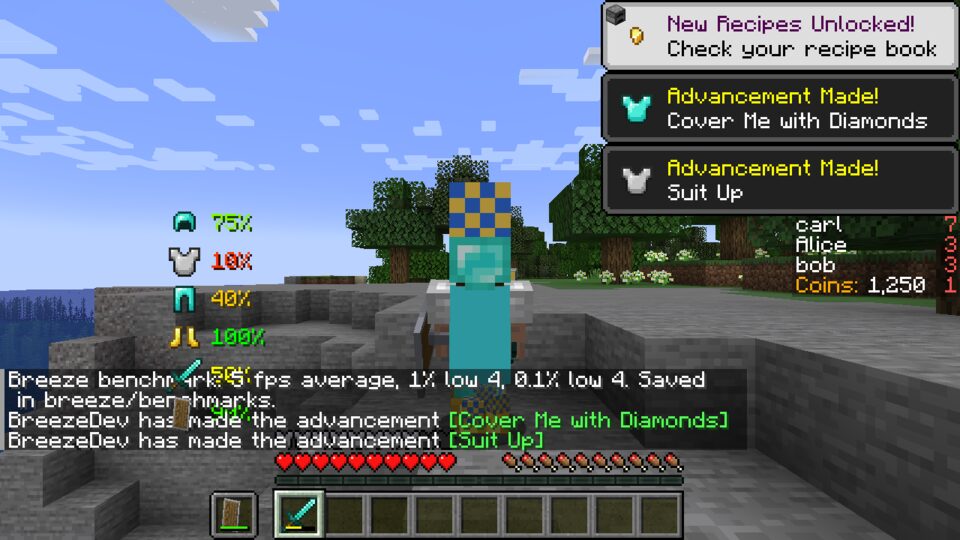 New Recipes Unlocked!
Check your recipe book
Advancement Made!
Cover Me with Diamonds
Advancement Made!
Suit Up
carl 7
Alice 3
bob 3
Coins: 1,250 1
75%
10%
40%
100%
50%
Breeze benchmark: 5 fps average, 1% low 4, 0.1% low 4. Saved
in breeze/benchmarks.
BreezeDev has made the advancement [Cover Me with Diamonds]
BreezeDev has made the advancement [Suit Up]